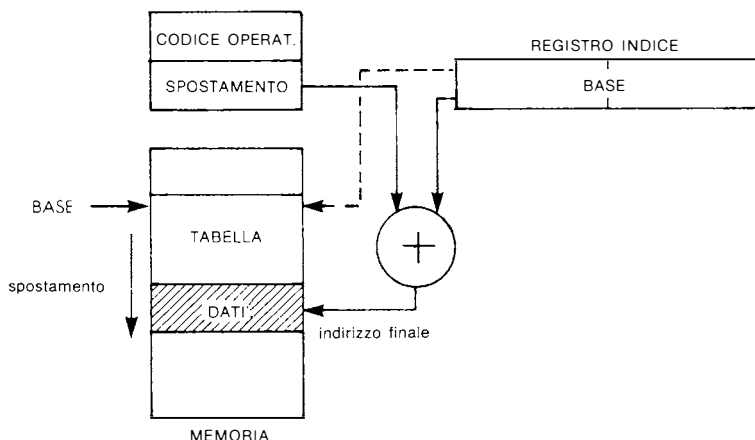 CODICE OPERAT.
SPOSTAMENTO
REGISTRO INDICE
BASE
BASE
TABELLA
spostamento
DATI
indirizzo finale
MEMORIA